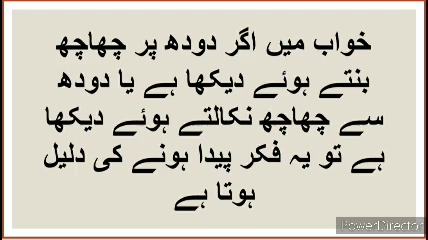 خواب میں اگر دودھ پر چھاچھ
بنتے ہوئے دیکھا ہے یا دودھ
سے چھاچھ نکالتے ہوئے دیکھا
ہے تو یہ فکر پیدا ہونے کی دلیل
ہوتا ہے
PowerDirector